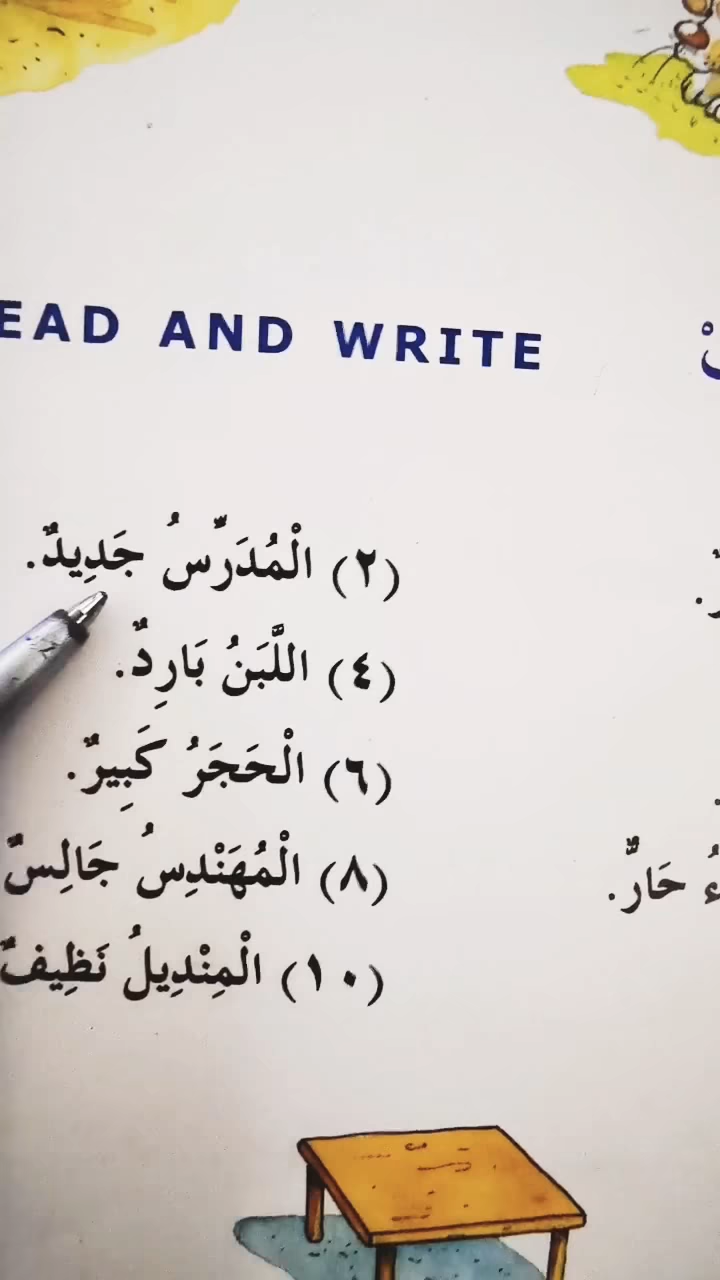 EAD AND WRITE
(٢) الْمُدَرِّسُ جَدِيدٌ.
(٤) اللَّبَنُ بَارِدٌ.
(٦) الْحَجَرُ كَبِيرٌ.
حَارٌّ.
(٨) الْمُهَنْدِسُ جَالِسٌ
(١٠) الْمِنْدِيلُ نَظِيفٌ